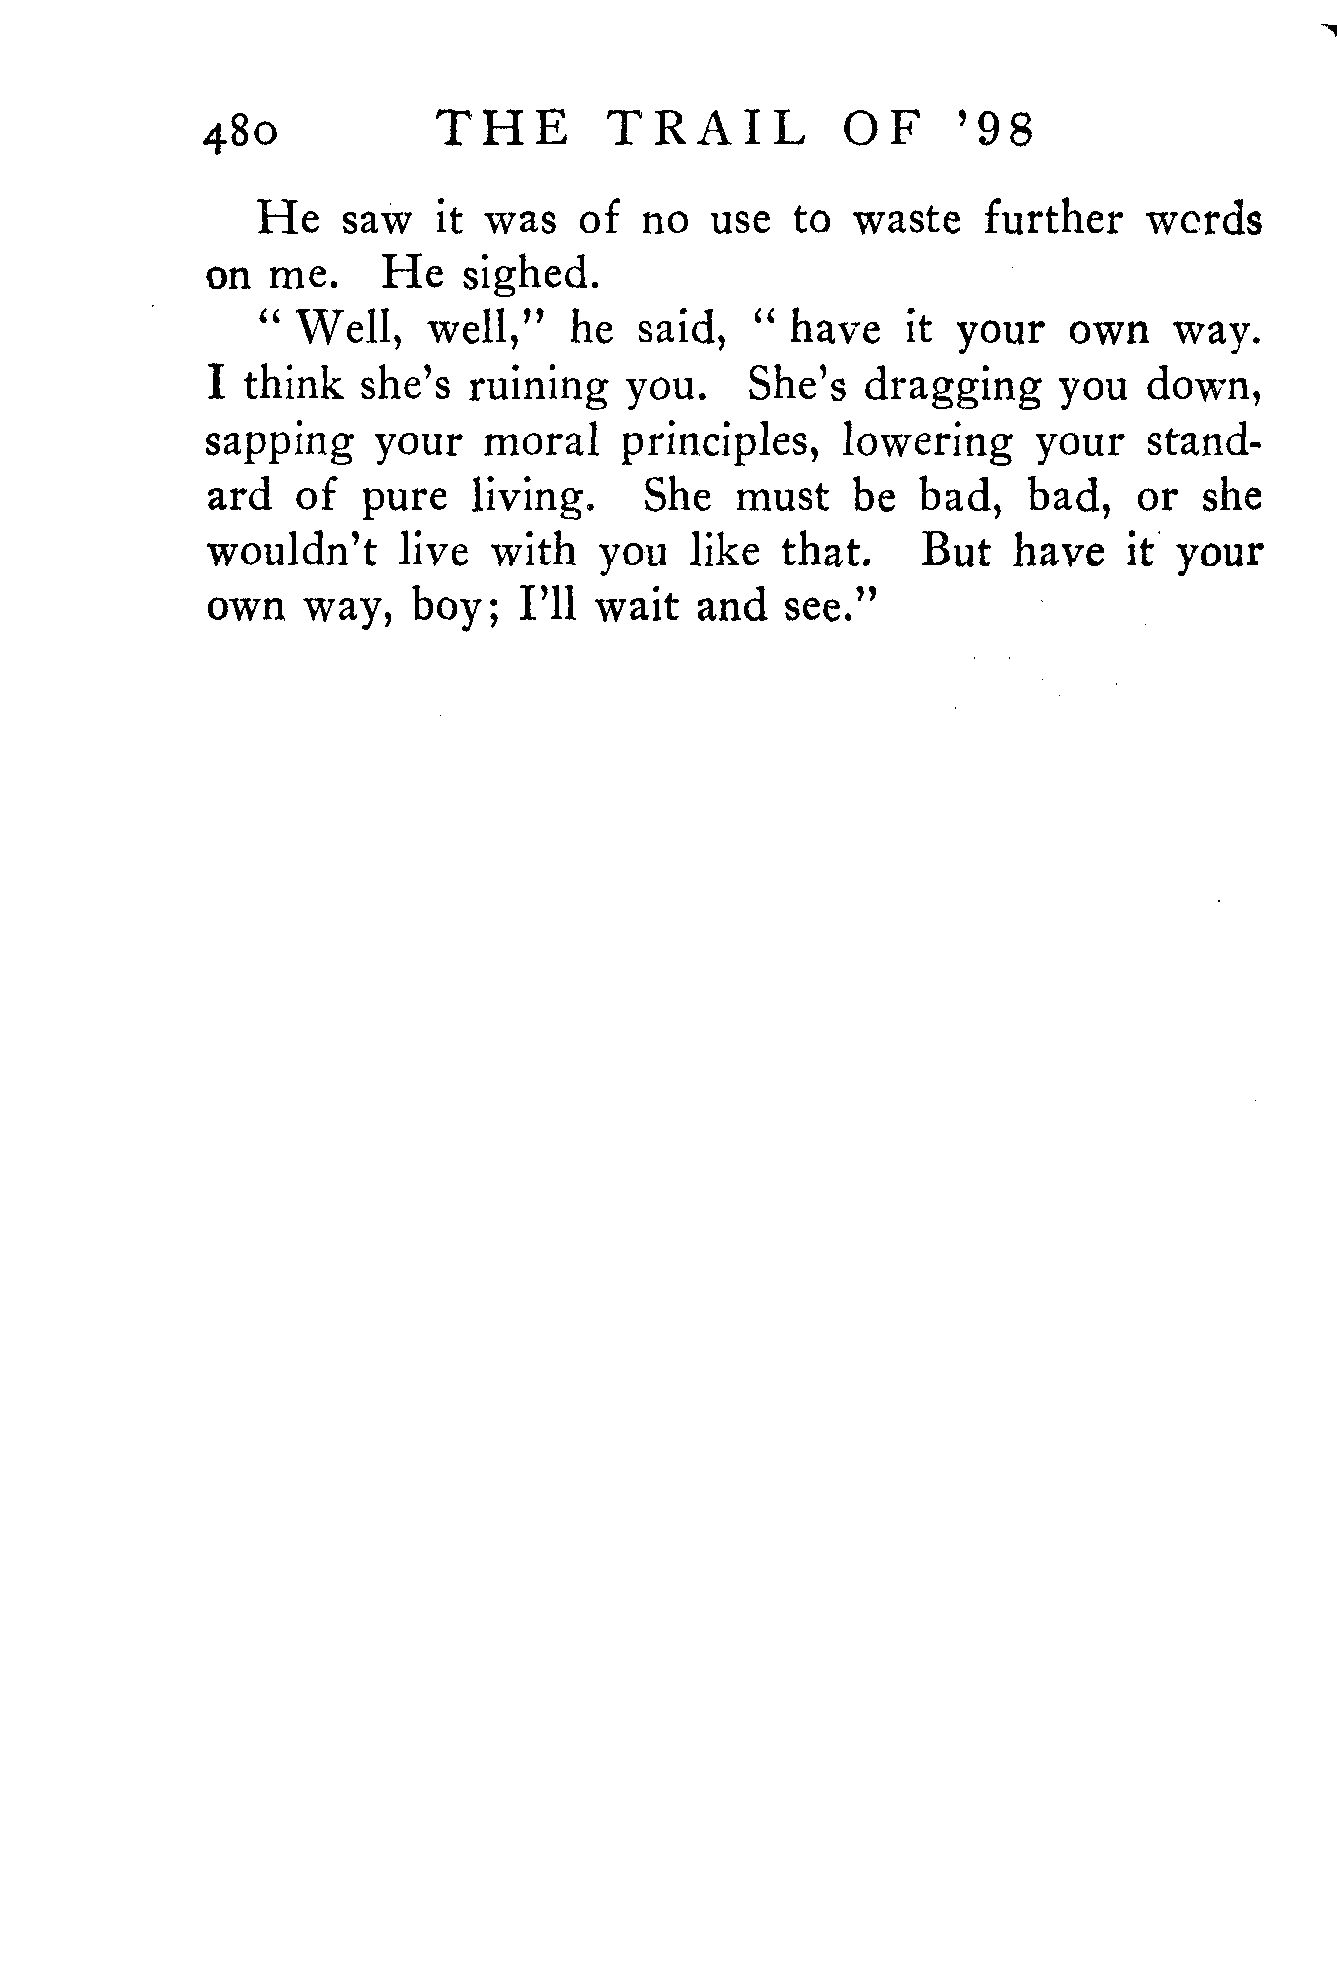 480 THE TRAIL OF '98
He saw it was of no use to waste further words
on me. He sighed.
" Well, well," he said, " have it your own way.
I think she's ruining you. She's dragging you down,
sapping your moral principles, lowering your stand-
ard of pure living. She must be bad, bad, or she
wouldn't live with you like that. But have it your
own way, boy; I'll wait and see."